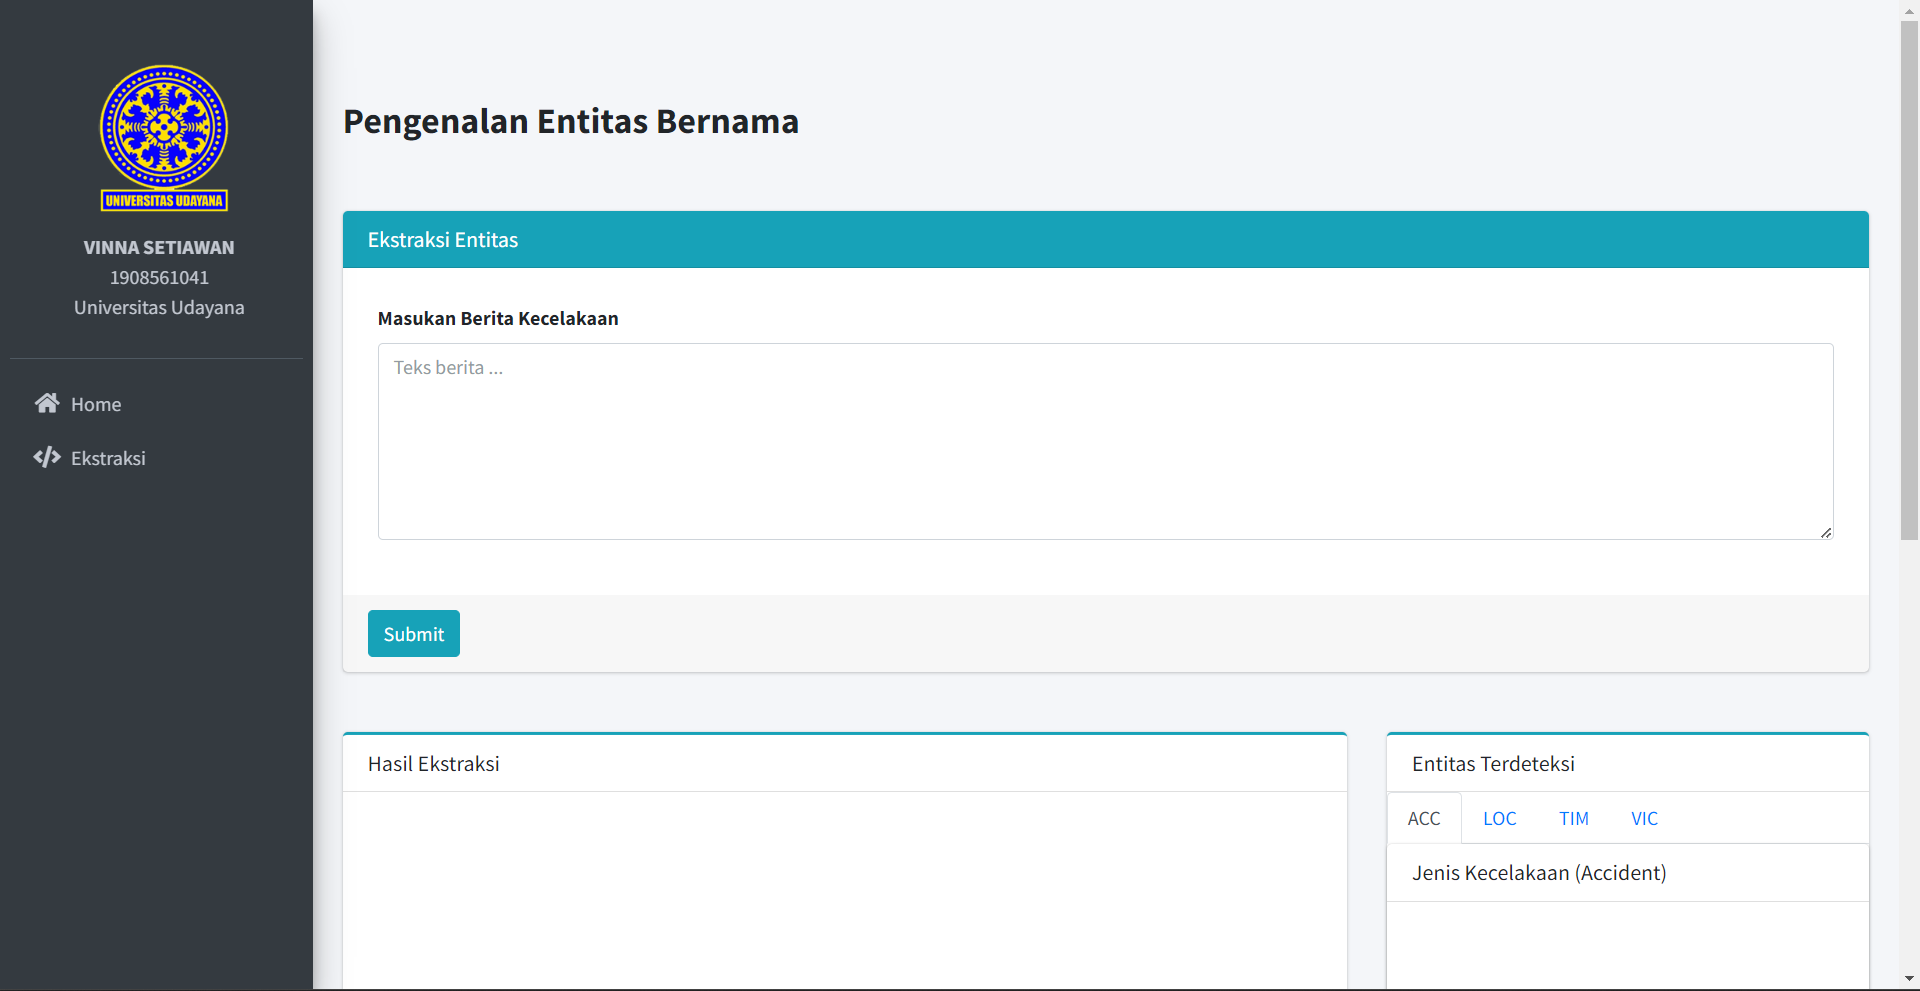 UNIVERSITAS UDAYANA
VINNA SETIAWAN
1908561041
Universitas Udayana
Home
Ekstraksi
Pengenalan Entitas Bernama
Ekstraksi Entitas
Masukan Berita Kecelakaan
Teks berita ...
Submit
Hasil Ekstraksi
Entitas Terdeteksi
ACC LOC TIM VIC
Jenis Kecelakaan (Accident)